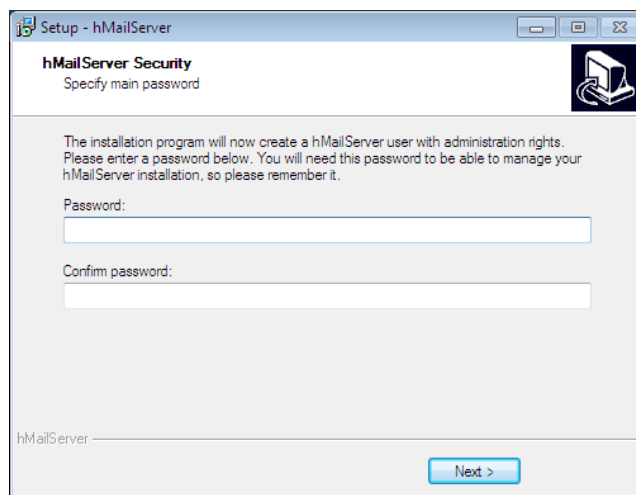 Setup - hMailServer
hMailServer Security
Specify main password
The installation program will now create a hMailServer user with administration rights.
Please enter a password below. You will need this password to be able to manage your
hMailServer installation, so please remember it.
Password:
Confirm password:
hMailServer
Next >